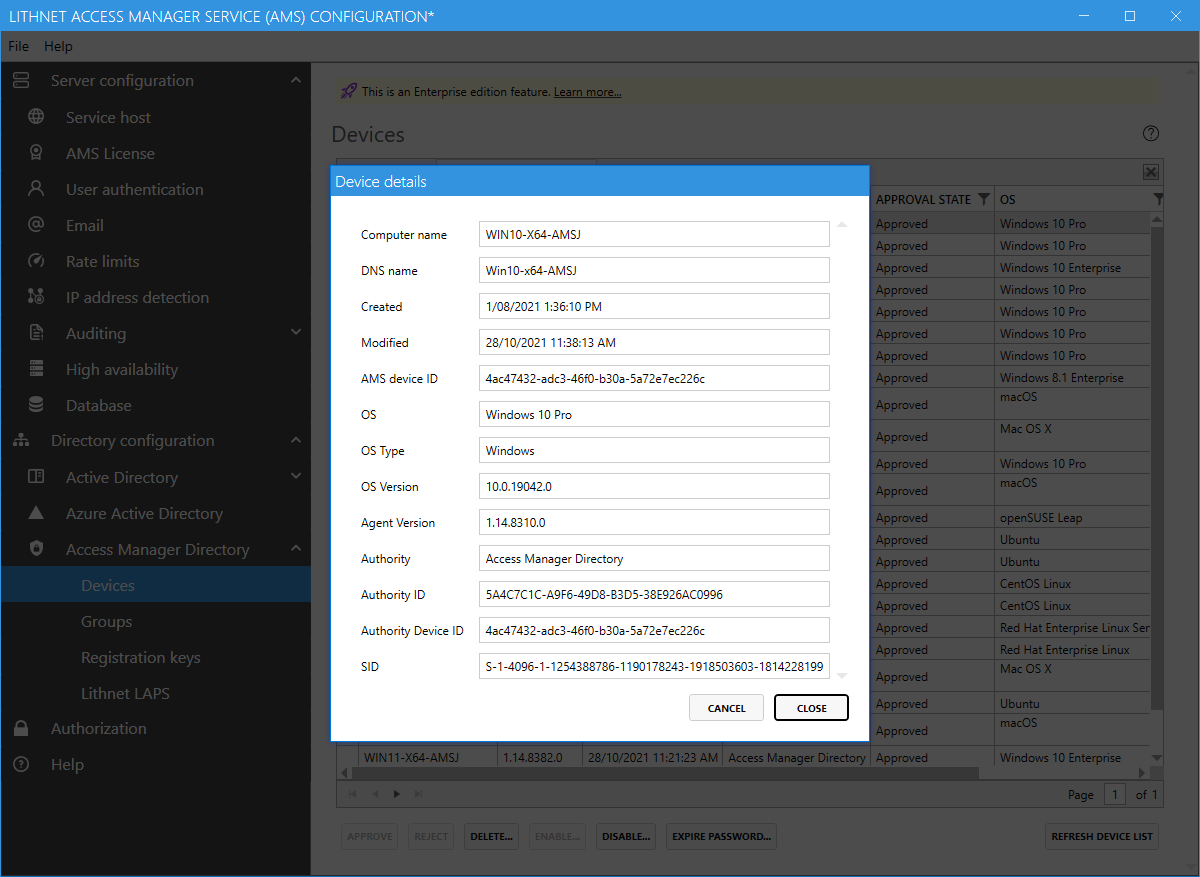 LITHNET ACCESS MANAGER SERVICE (AMS) CONFIGURATION*
File Help
Server configuration
Service host
AMS License
User authentication
Email
Rate limits
IP address detection
Auditing
High availability
Database
Directory configuration
Active Directory
Azure Active Directory
Access Manager Directory
Devices
Groups
Registration keys
Lithnet LAPS
Authorization
Help
This is an Enterprise edition feature. Learn more...
Devices
Device details
Computer name WIN10-X64-AMSJ
DNS name Win10-x64-AMSJ
Created 1/08/2021 1:36:10 PM
Modified 28/10/2021 11:38:13 AM
AMS device ID 4ac47432-adc3-46f0-b30a-5a72e7ec226c
OS Windows 10 Pro
OS Type Windows
OS Version 10.0.19042.0
Agent Version 1.14.8310.0
Authority Access Manager Directory
Authority ID 5A4C7C1C-A9F6-49D8-B3D5-38E926AC0996
Authority Device ID 4ac47432-adc3-46f0-b30a-5a72e7ec226c
SID S-1-4096-1-1254388786-1190178243-1918503603-1814228199
CANCEL CLOSE
APPROVAL STATE OS
Approved Windows 10 Pro
Approved Windows 10 Pro
Approved Windows 10 Enterprise
Approved Windows 10 Pro
Approved Windows 10 Pro
Approved Windows 10 Pro
Approved Windows 10 Pro
Approved Windows 8.1 Enterprise
Approved macOS
Approved Mac OS X
Approved Windows 10 Pro
Approved macOS
Approved openSUSE Leap
Approved Ubuntu
Approved Ubuntu
Approved CentOS Linux
Approved CentOS Linux
Approved Red Hat Enterprise Linux Ser
Approved Red Hat Enterprise Linux
Approved Mac OS X
Approved Ubuntu
Approved macOS
WIN11-X64-AMSJ 1.14.8382.0 28/10/2021 11:21:23 AM Access Manager Directory Approved Windows 10 Enterprise
Page 1 of 1
APPROVE REJECT DELETE... ENABLE... DISABLE... EXPIRE PASSWORD... REFRESH DEVICE LIST